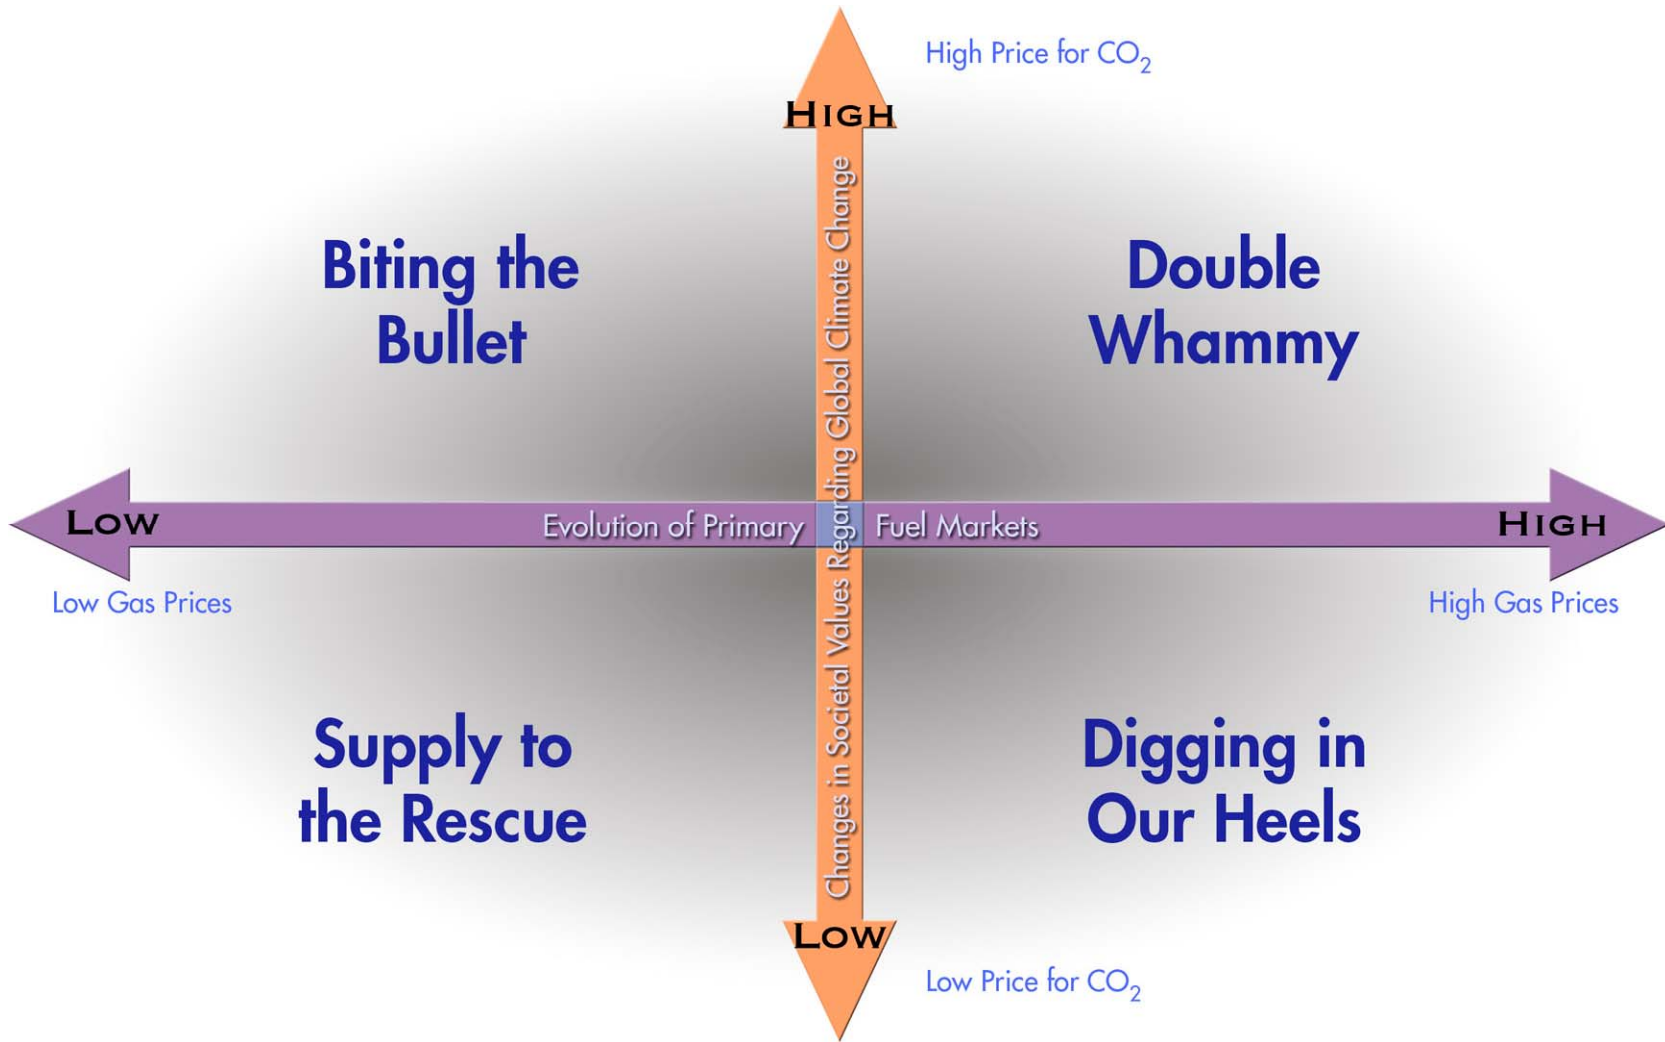 High Price for CO₂
HIGH
Changes in Societal Values Regarding Global Climate Change
Biting the
Bullet
Double
Whammy
LOW
Evolution of Primary Fuel Markets
HIGH
Low Gas Prices
High Gas Prices
Supply to
the Rescue
Digging in
Our Heels
LOW
Low Price for CO₂